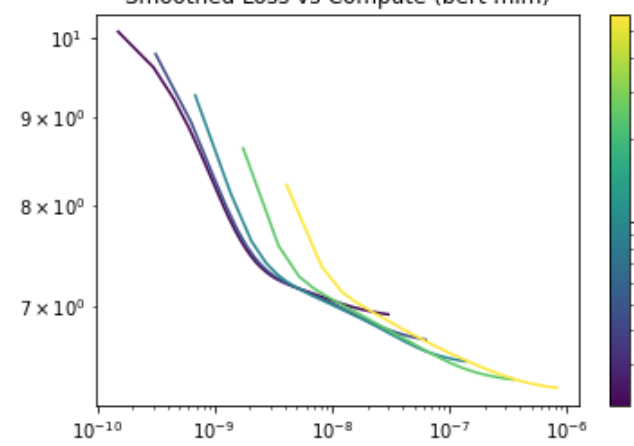 Smoothed Loss vs Compute (bert mlm)
10¹
9 × 10⁰
8 × 10⁰
7 × 10⁰
10⁻¹⁰ 10⁻⁹ 10⁻⁸ 10⁻⁷ 10⁻⁶